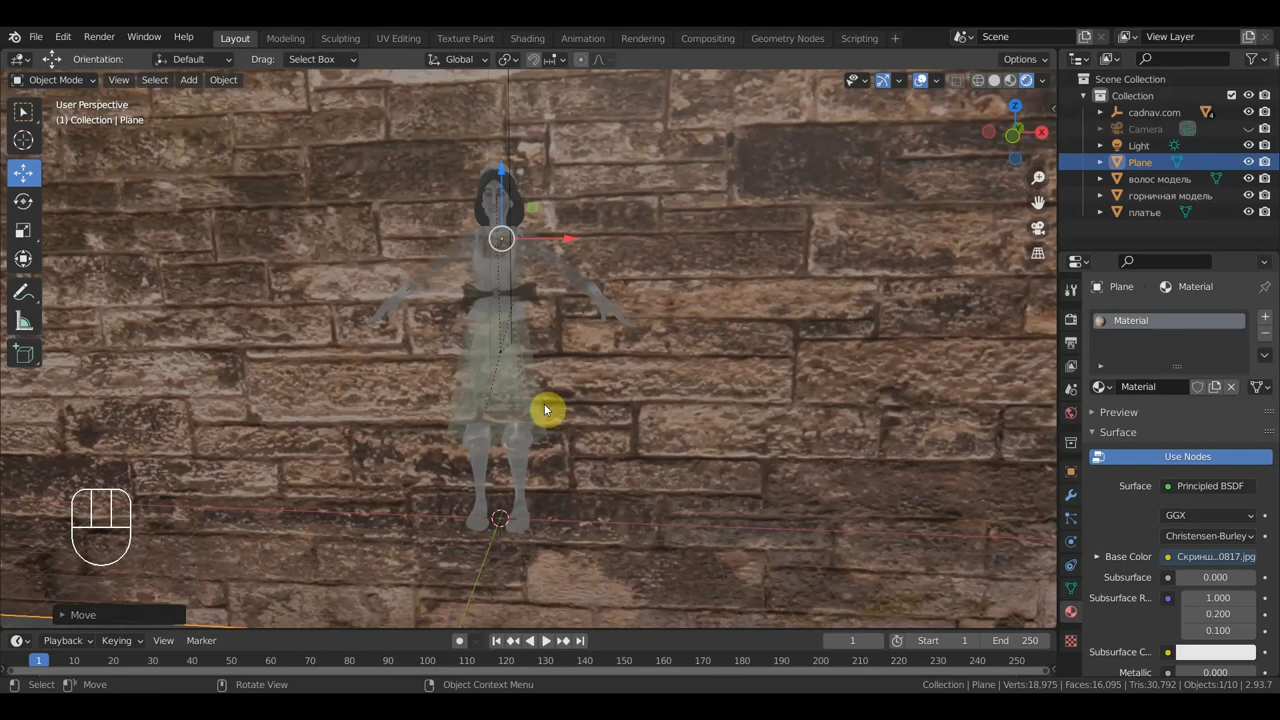 File Edit Render Window Help Layout Modeling Sculpting UV Editing Texture Paint Shading Animation Rendering Compositing Geometry Nodes Scripting + Scene View Layer
Orientation: Default Drag: Select Box Global Options
Object Mode View Select Add Object
User Perspective
(1) Collection | Plane
X
Z
Scene Collection
Collection
cadnav.com 4
Camera
Light
Plane
волос модель
горничная модель
платье
Plane Material
Material
Material
Preview
Surface
Use Nodes
Surface Principled BSDF
GGX
Christensen-Burley
Base Color Скринш...0817.jpg
Subsurface 0.000
Subsurface R... 1.000
0.200
0.100
Subsurface C...
Metallic 0.000
Move
Playback Keying View Marker 1 Start 1 End 250
1 10 20 30 40 50 60 70 80 90 100 110 120 130 140 150 160 170 180 190 200 210 220 230 240 250
Select Move Rotate View Object Context Menu Collection | Plane | Verts:18,975 | Faces:16,095 | Tris:30,792 | Objects:1/10 | 2.93.7